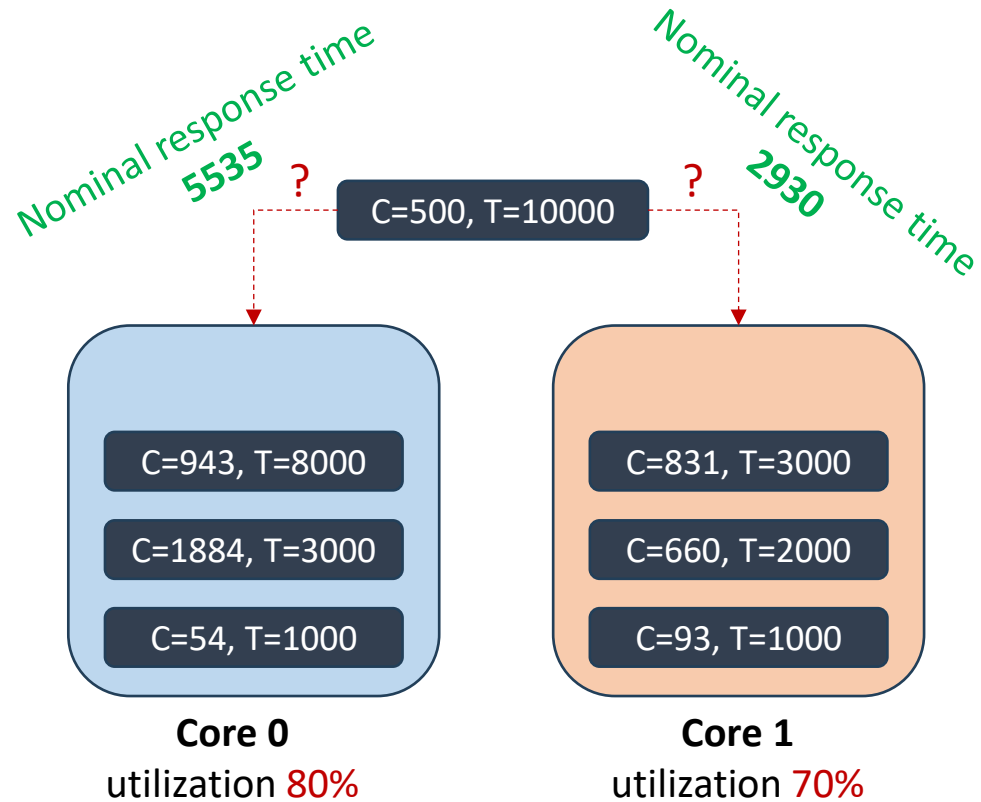 Nominal response time
5535
Nominal response time
2930
?
C=500, T=10000
?
C=943, T=8000
C=1884, T=3000
C=54, T=1000
Core 0
utilization 80%
C=831, T=3000
C=660, T=2000
C=93, T=1000
Core 1
utilization 70%